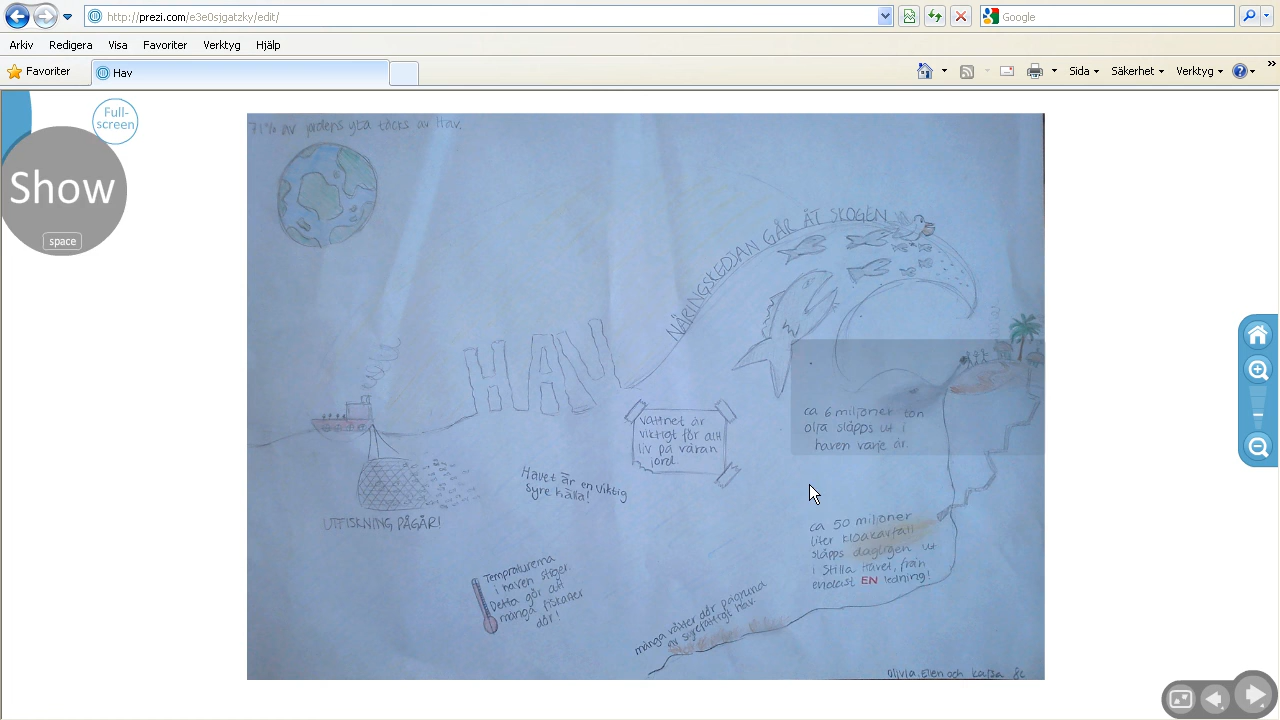 http://prezi.com/e3e0sjgatzky/edit/
Google
Arkiv Redigera Visa Favoriter Verktyg Hjälp
Favoriter
Hav
Sida
Säkerhet
Verktyg
»
Full-
screen
Show
space
71% av jordens yta täcks av Hav.
NÄRINGSKEDJAN GÅR ÅT SKOGEN
HAV
vattnet är
viktigt för allt
liv på våran
jord.
ca 6 miljoner ton
olja släpps ut i
haven varje år.
Havet är en viktig
syre källa!
UTFISKNING PÅGÅR!
ca 50 miljoner
liter kloakavfall
släpps dagligen ut
i Stilla Havet, från
endast EN ledning!
Tempraturerna
i haven stiger.
Detta gör att
många fiskarter
dör!
många växter dör pågrund
av syrefattigt hav.
Olivia, Ellen och Kajsa 8c